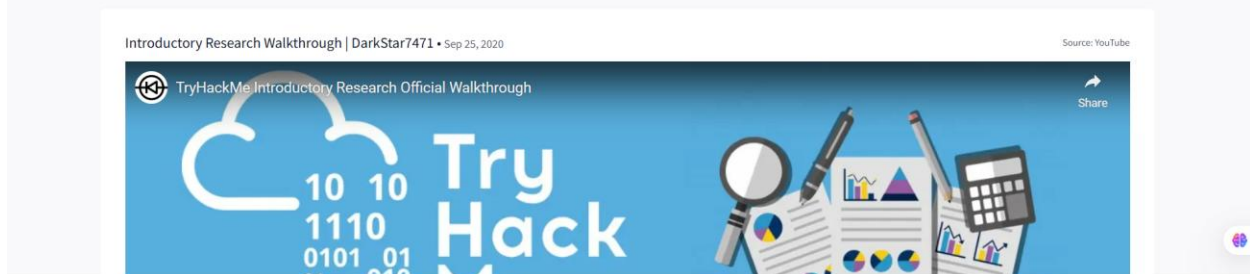 Introductory Research Walkthrough | DarkStar7471 • Sep 25, 2020
Source: YouTube
TryHackMe Introductory Research Official Walkthrough
Share
Try
Hack
10 10
1110
0101 01